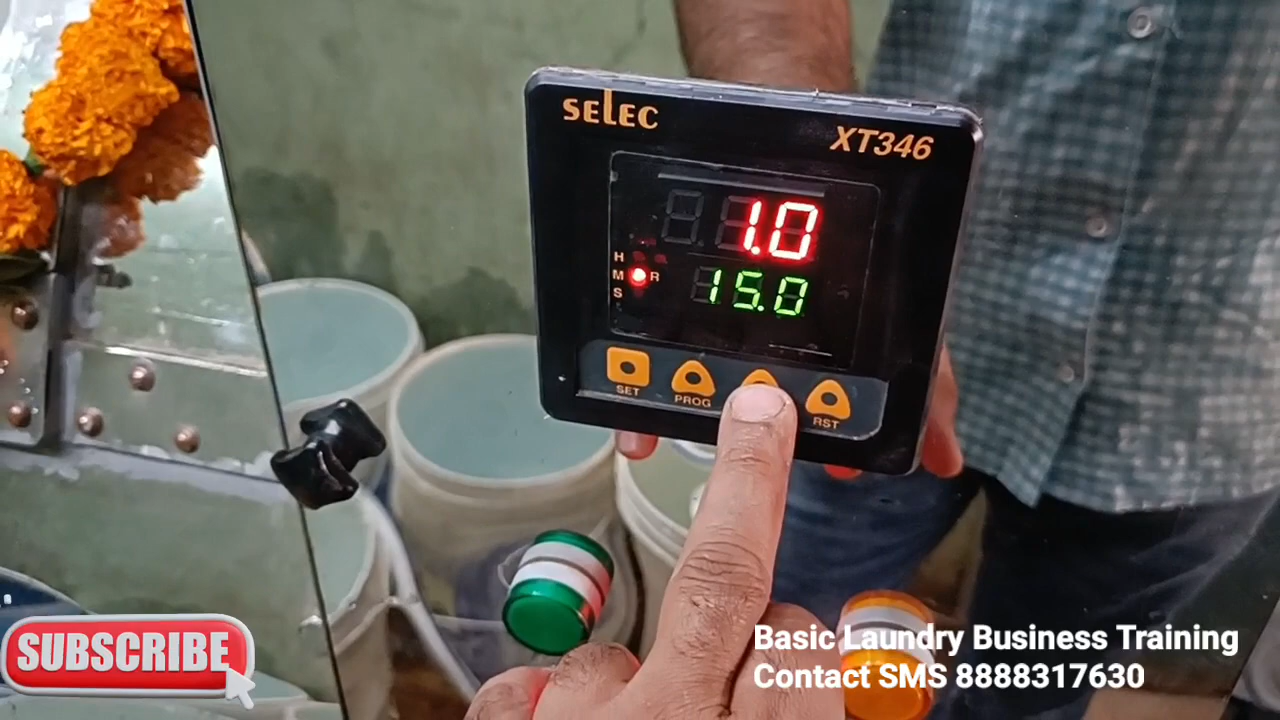 SELEC
XT346
1.0
H
M R
S
15.0
SET
PROG
RST
SUBSCRIBE
Basic Laundry Business Training
Contact SMS 8888317630